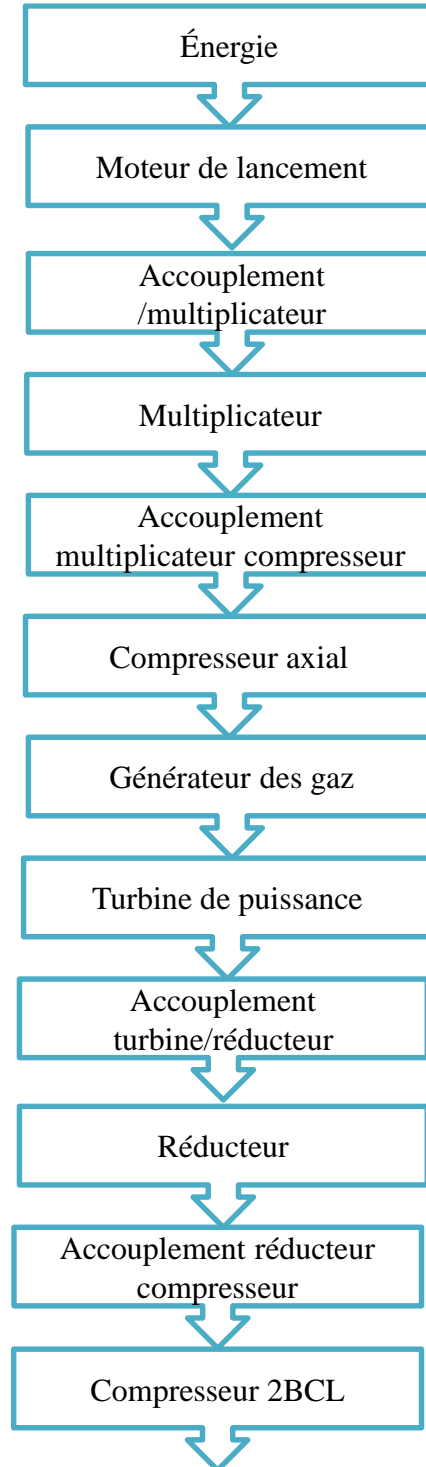 Énergie
Moteur de lancement
Accouplement
/multiplicateur
Multiplicateur
Accouplement
multiplicateur compresseur
Compresseur axial
Générateur des gaz
Turbine de puissance
Accouplement
turbine/réducteur
Réducteur
Accouplement réducteur
compresseur
Compresseur 2BCL